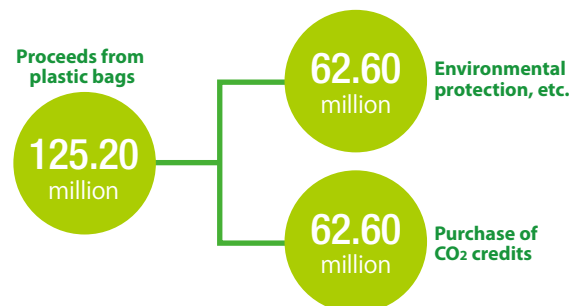 Proceeds from
plastic bags
125.20
million
62.60
million
Environmental
protection, etc.
62.60
million
Purchase of
CO2 credits